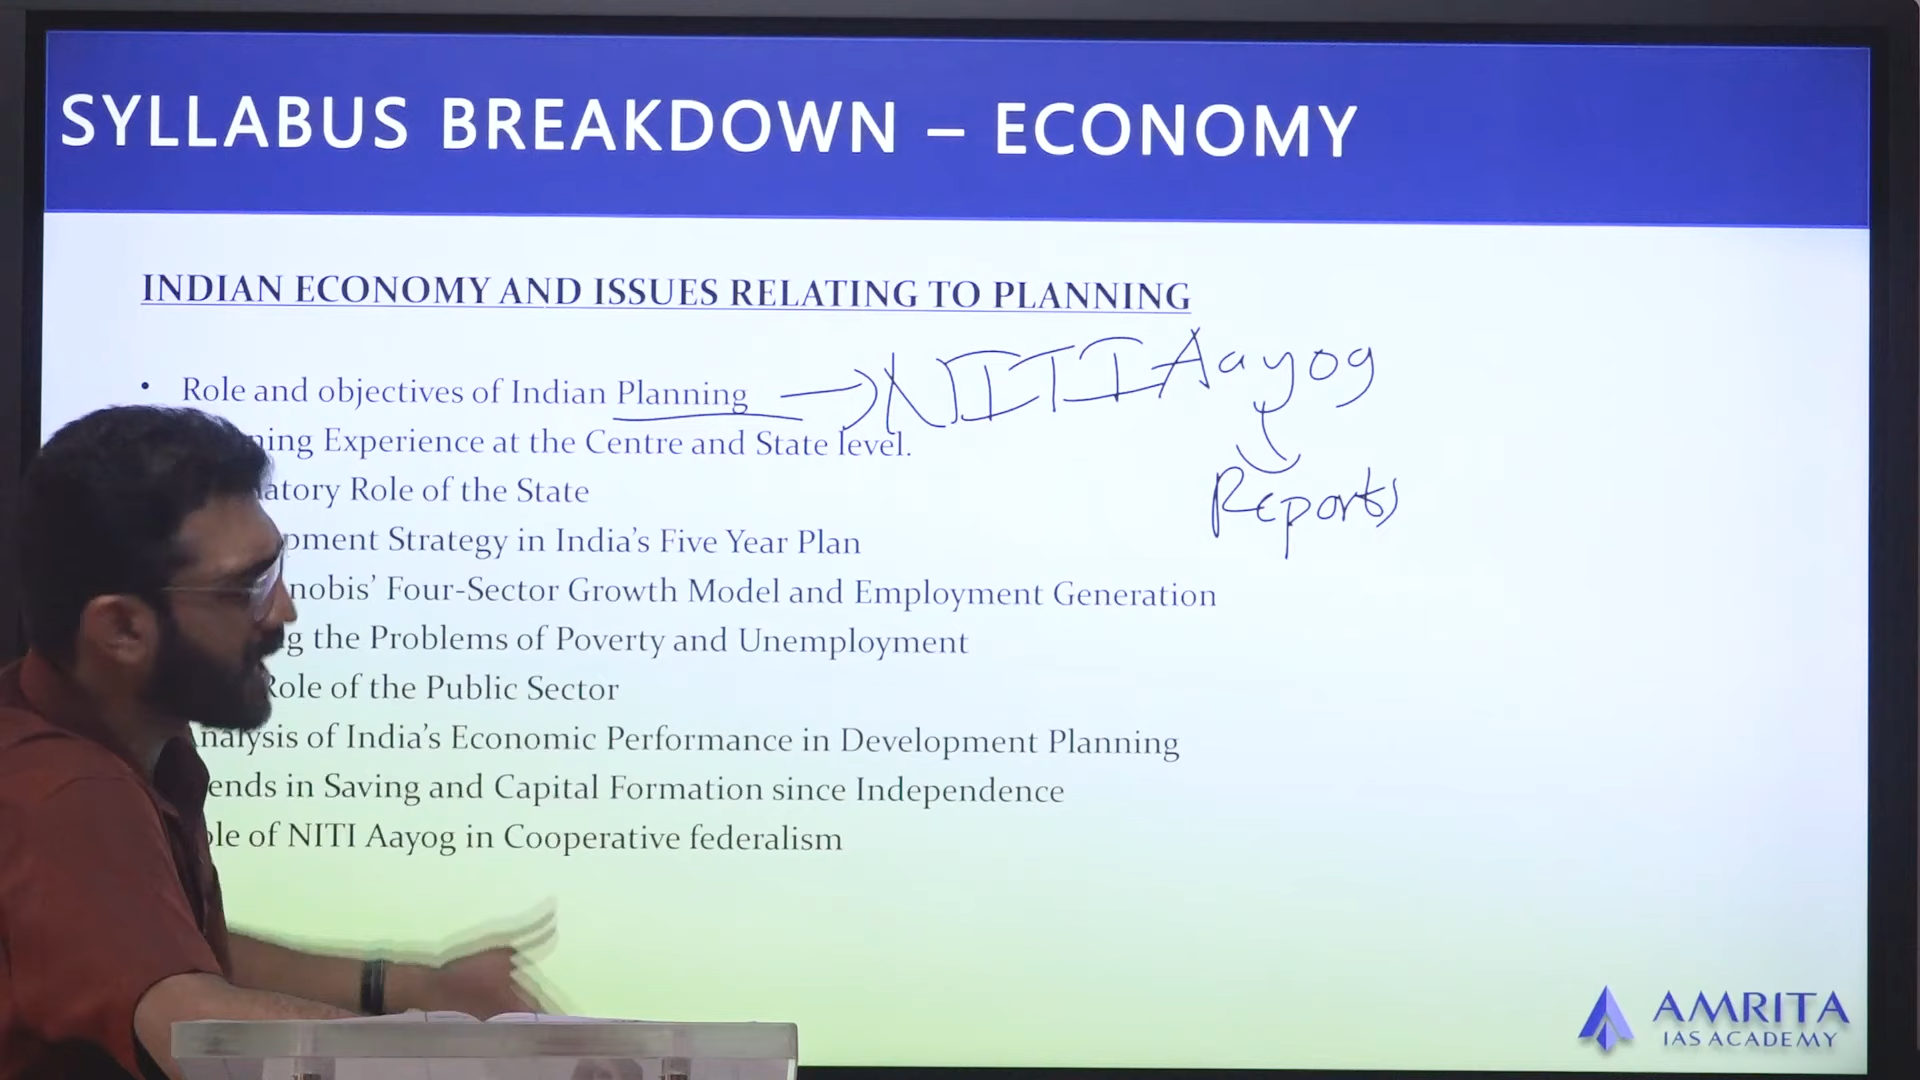 SYLLABUS BREAKDOWN – ECONOMY
INDIAN ECONOMY AND ISSUES RELATING TO PLANNING
• Role and objectives of Indian Planning → NITI Aayog
Experience at the Centre and State level.
Reports
Role of the State
Strategy in India’s Five Year Plan
Four-Sector Growth Model and Employment Generation
the Problems of Poverty and Unemployment
Role of the Public Sector
Analysis of India’s Economic Performance in Development Planning
in Saving and Capital Formation since Independence
of NITI Aayog in Cooperative federalism
AMRITA
IAS ACADEMY